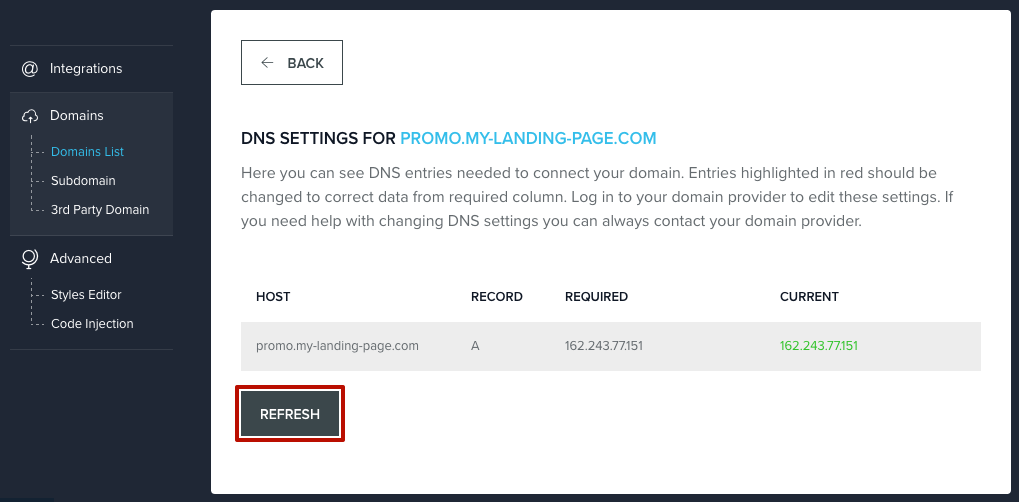 @ Integrations
Domains
Domains List
Subdomain
3rd Party Domain
Advanced
Styles Editor
Code Injection
← BACK
DNS SETTINGS FOR PROMO.MY-LANDING-PAGE.COM
Here you can see DNS entries needed to connect your domain. Entries highlighted in red should be
changed to correct data from required column. Log in to your domain provider to edit these settings. If
you need help with changing DNS settings you can always contact your domain provider.
HOST RECORD REQUIRED CURRENT
promo.my-landing-page.com A 162.243.77.151 162.243.77.151
REFRESH